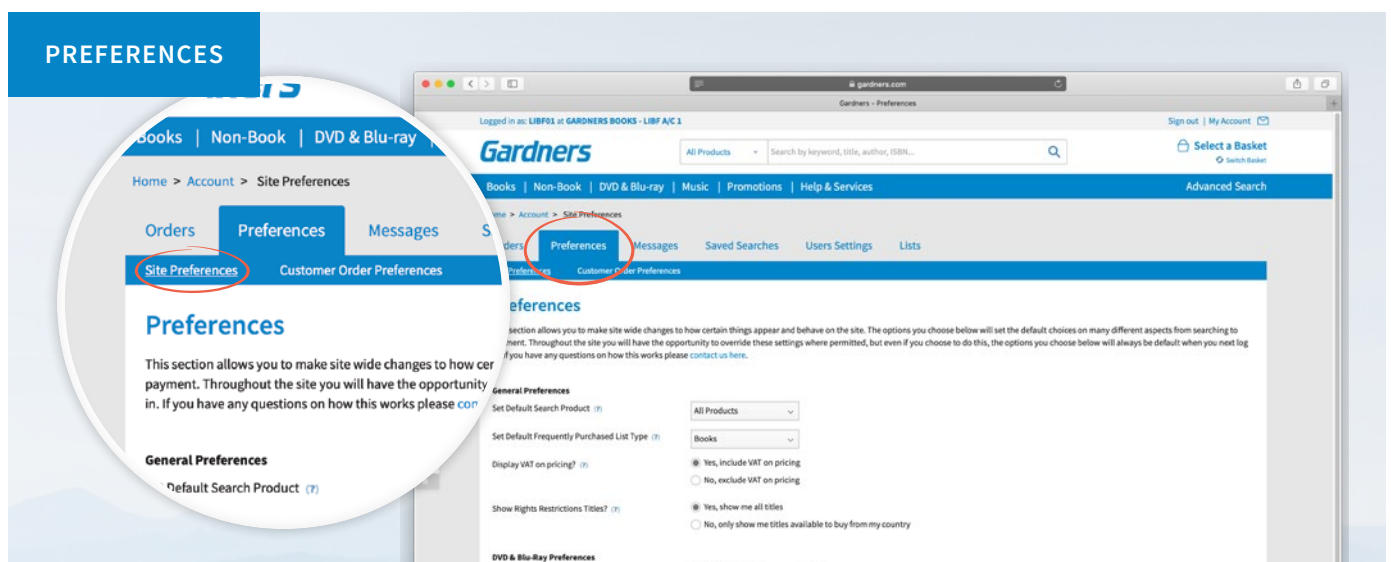 PREFERENCES
Books | Non-Book | DVD & Blu-ray
Home > Account > Site Preferences
Orders Preferences Messages
Site Preferences Customer Order Preferences
Preferences
This section allows you to make site wide changes to how cer
payment. Throughout the site you will have the opportunity
in. If you have any questions on how this works please con
General Preferences
Default Search Product (?)
gardners.com
Gardners - Preferences
Logged in as: LIBF01 at GARDNERS BOOKS - LIBF A/C 1
Sign out | My Account
Gardners
All Products Search by keyword, title, author, ISBN...
Select a Basket
Switch Basket
Books | Non-Book | DVD & Blu-ray | Music | Promotions | Help & Services Advanced Search
me > Account > Site Preferences
ders Preferences Messages Saved Searches Users Settings Lists
Preferences Customer Order Preferences
eferences
section allows you to make site wide changes to how certain things appear and behave on the site. The options you choose below will set the default choices on many different aspects from searching to
ment. Throughout the site you will have the opportunity to override these settings where permitted, but even if you choose to do this, the options you choose below will always be default when you next log
f you have any questions on how this works please contact us here.
General Preferences
Set Default Search Product (?) All Products
Set Default Frequently Purchased List Type (?) Books
Display VAT on pricing? (?) Yes, include VAT on pricing
No, exclude VAT on pricing
Show Rights Restrictions Titles? (?) Yes, show me all titles
No, only show me titles available to buy from my country
DVD & Blu-Ray Preferences